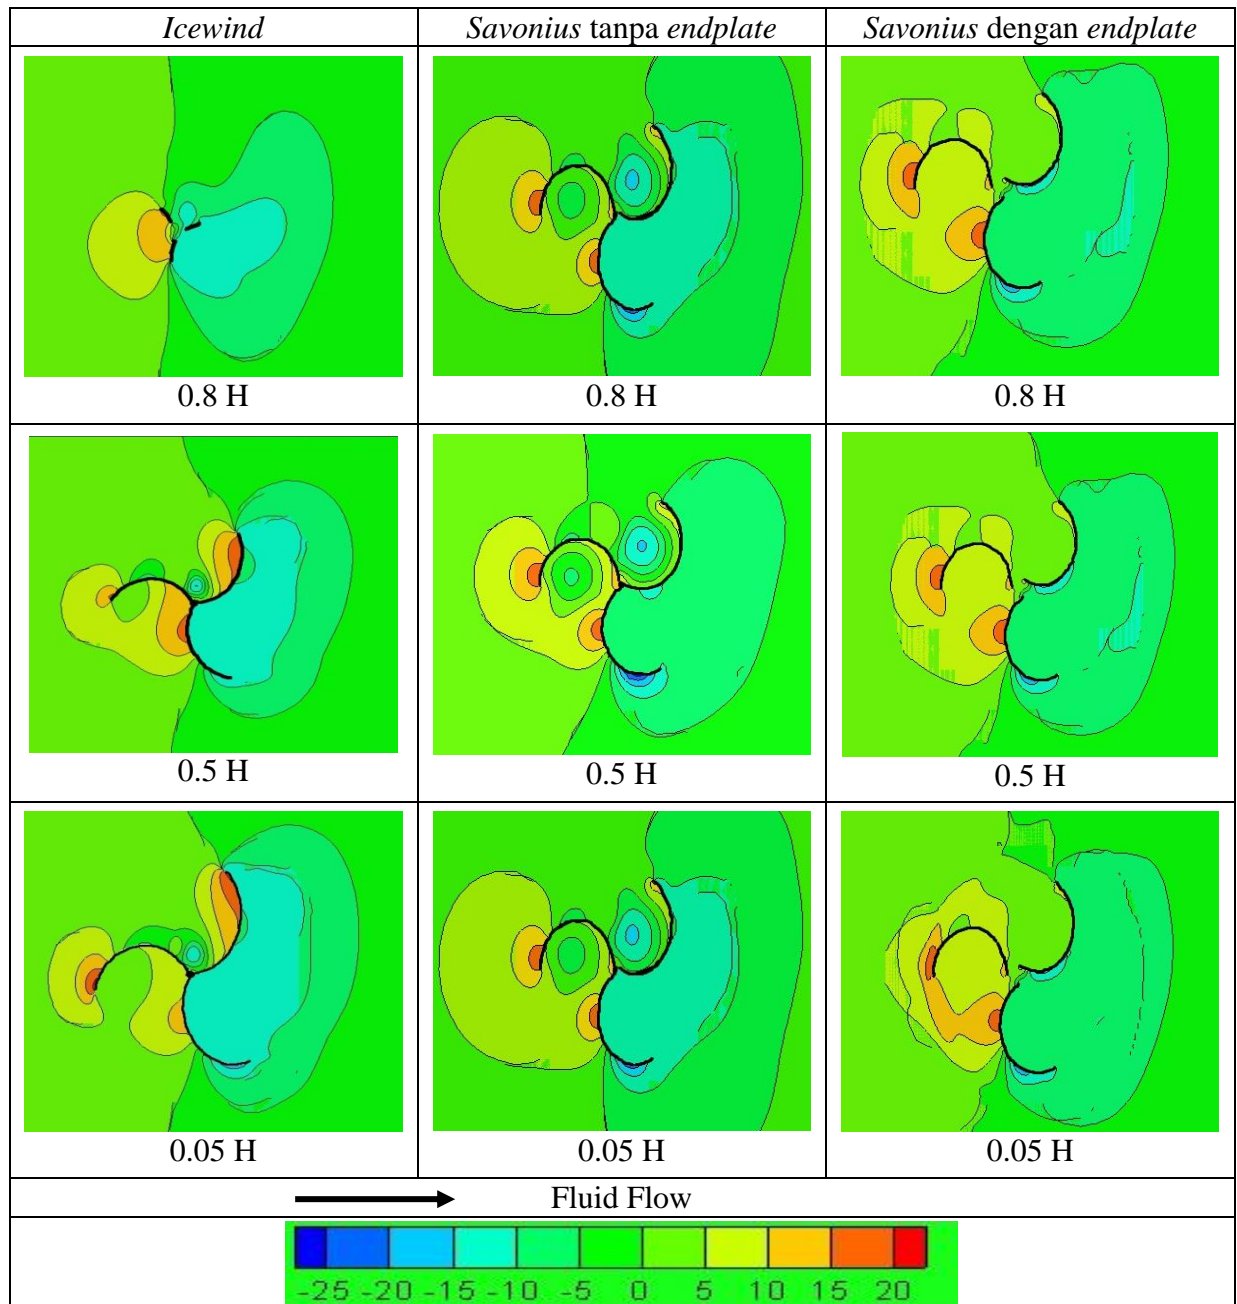 Icewind
Savonius tanpa endplate
Savonius dengan endplate
0.8 H
0.8 H
0.8 H
0.5 H
0.5 H
0.5 H
0.05 H
0.05 H
0.05 H
Fluid Flow
-25 -20 -15 -10 -5 0 5 10 15 20